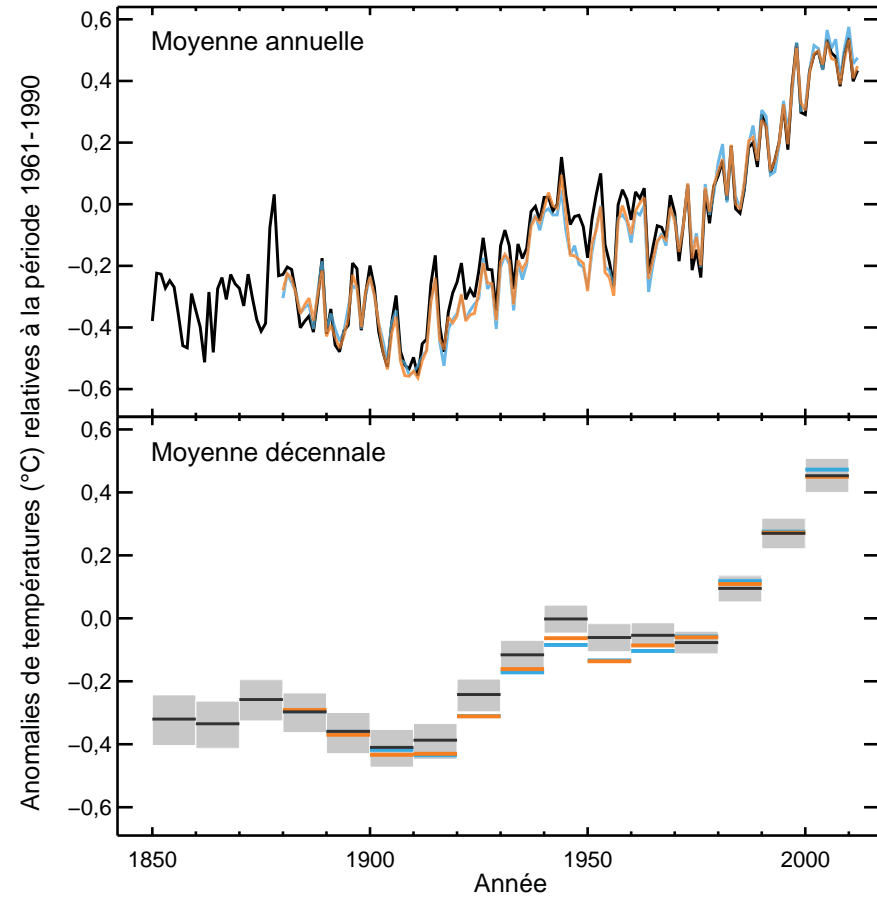 Anomalies de températures (°C) relatives à la période 1961-1990
Moyenne annuelle
0,6
0,4
0,2
0,0
−0,2
−0,4
−0,6
Moyenne décennale
0,6
0,4
0,2
0,0
−0,2
−0,4
−0,6
1850 1900 1950 2000
Année